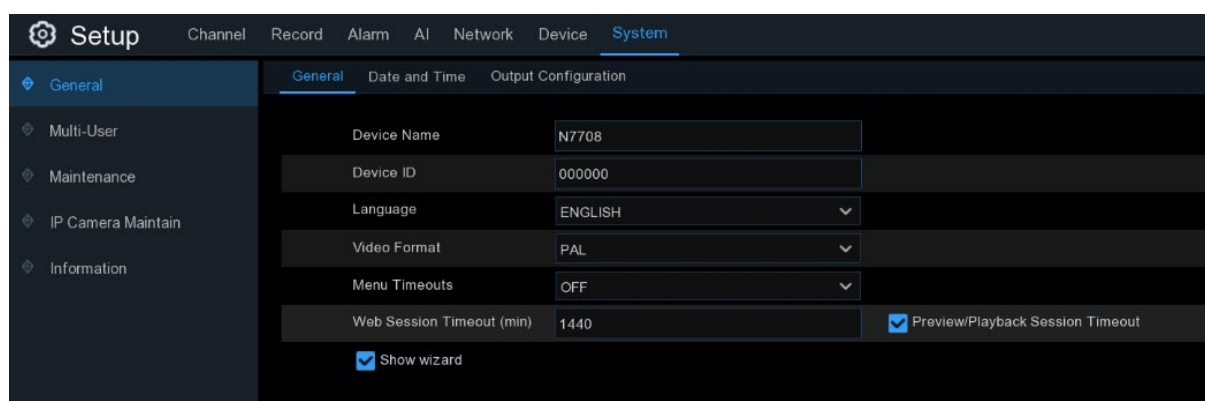 Setup Channel Record Alarm AI Network Device System
General
Multi-User
Maintenance
IP Camera Maintain
Information
General Date and Time Output Configuration
Device Name N7708
Device ID 000000
Language ENGLISH
Video Format PAL
Menu Timeouts OFF
Web Session Timeout (min) 1440 Preview/Playback Session Timeout
Show wizard